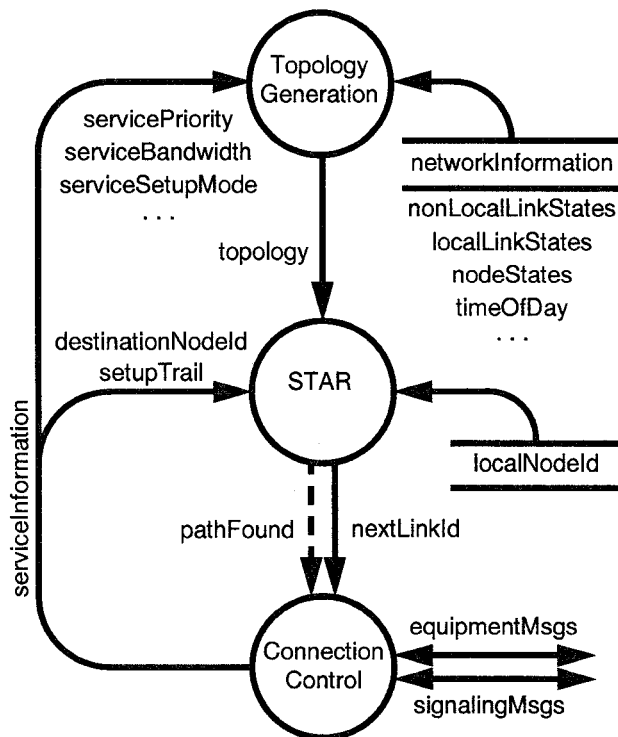 Topology
Generation
servicePriority
serviceBandwidth
serviceSetupMode
. . .
networkInformation
nonLocalLinkStates
localLinkStates
nodeStates
timeOfDay
. . .
topology
destinationNodeId
setupTrail
STAR
localNodeId
serviceInformation
pathFound
nextLinkId
Connection
Control
equipmentMsgs
signalingMsgs